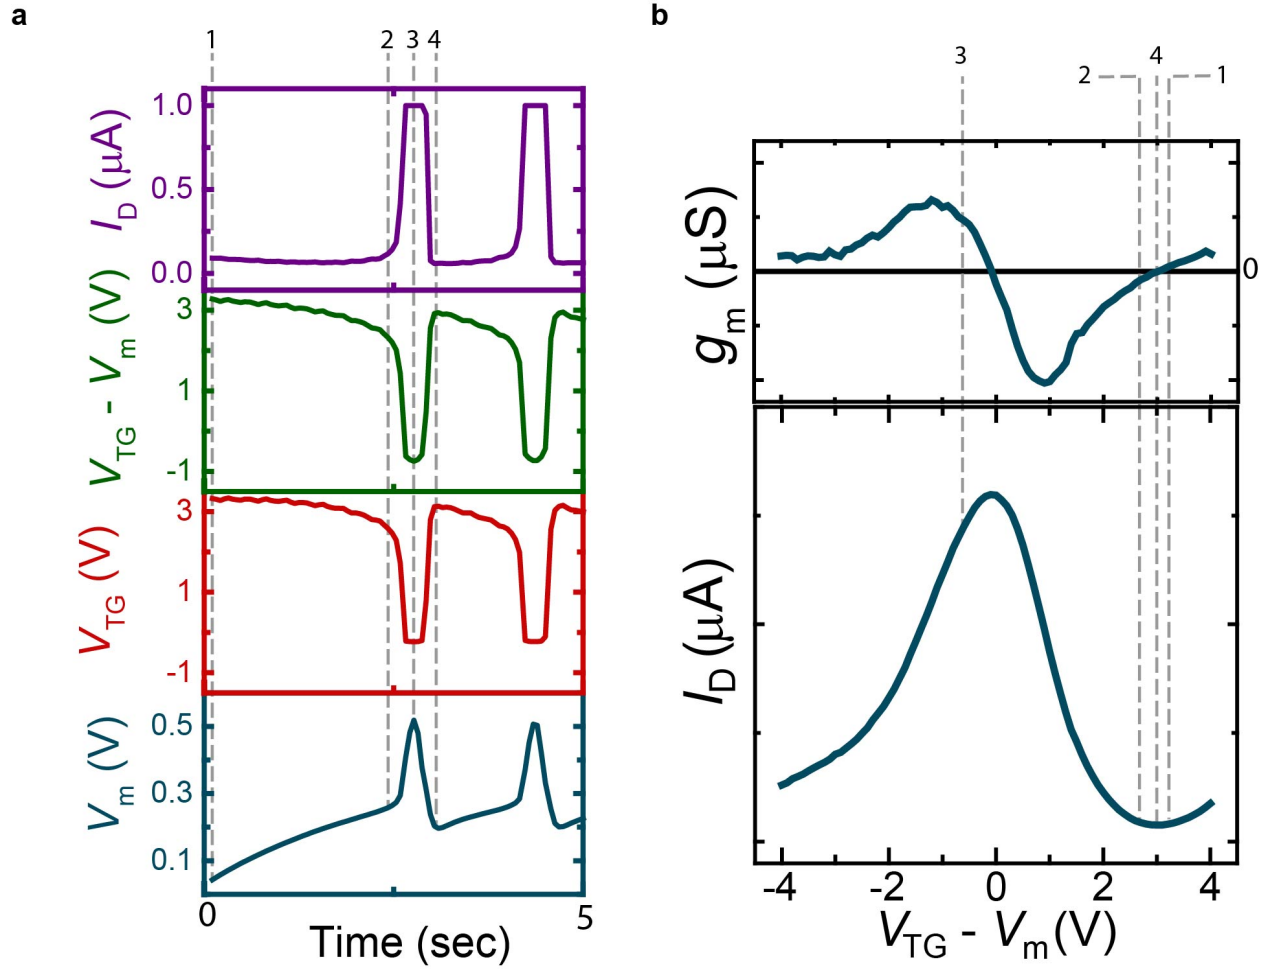 a
1 2 3 4
I_D (μA)
1.0
0.5
0.0
V_TG - V_m (V)
3
1
-1
V_TG (V)
3
1
-1
V_m (V)
0.5
0.3
0.1
0 5
Time (sec)
b
3 4
2 1
g_m (μS)
0
I_D (μA)
-4 -2 0 2 4
V_TG - V_m (V)